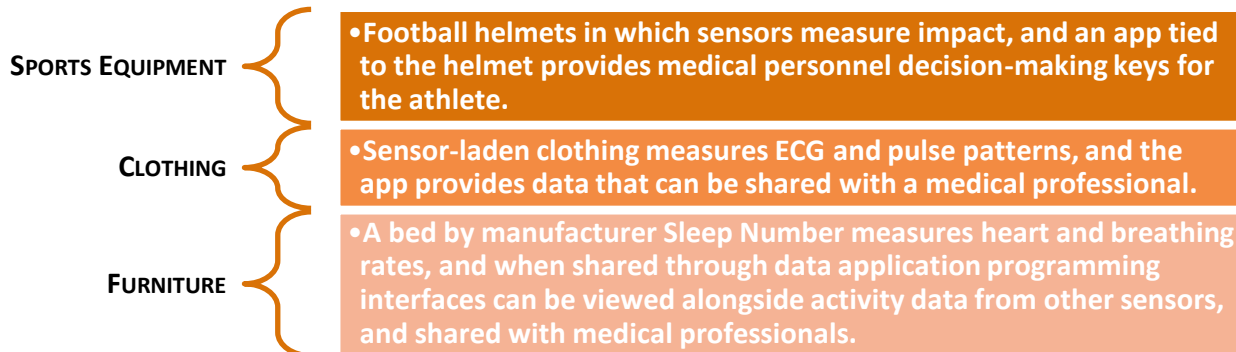 SPORTS EQUIPMENT
•Football helmets in which sensors measure impact, and an app tied
to the helmet provides medical personnel decision-making keys for
the athlete.
CLOTHING
•Sensor-laden clothing measures ECG and pulse patterns, and the
app provides data that can be shared with a medical professional.
FURNITURE
•A bed by manufacturer Sleep Number measures heart and breathing
rates, and when shared through data application programming
interfaces can be viewed alongside activity data from other sensors,
and shared with medical professionals.